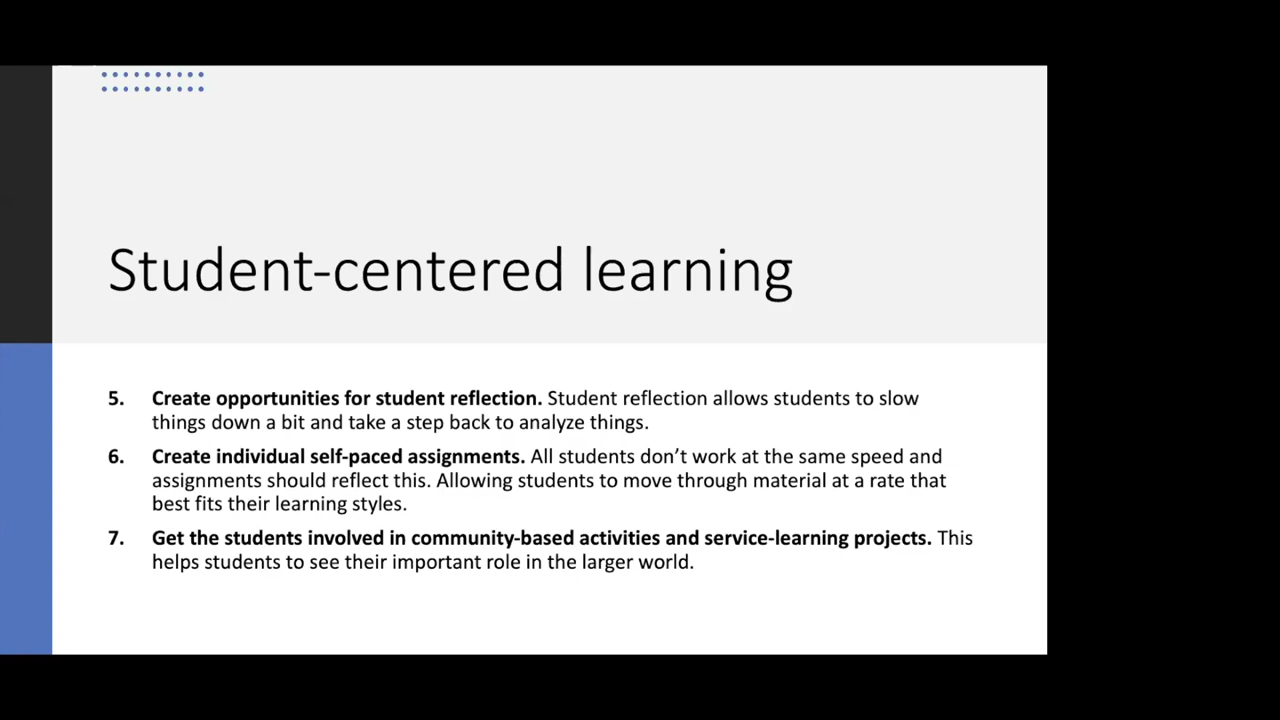 Student-centered learning
5. Create opportunities for student reflection. Student reflection allows students to slow
things down a bit and take a step back to analyze things.
6. Create individual self-paced assignments. All students don’t work at the same speed and
assignments should reflect this. Allowing students to move through material at a rate that
best fits their learning styles.
7. Get the students involved in community-based activities and service-learning projects. This
helps students to see their important role in the larger world.